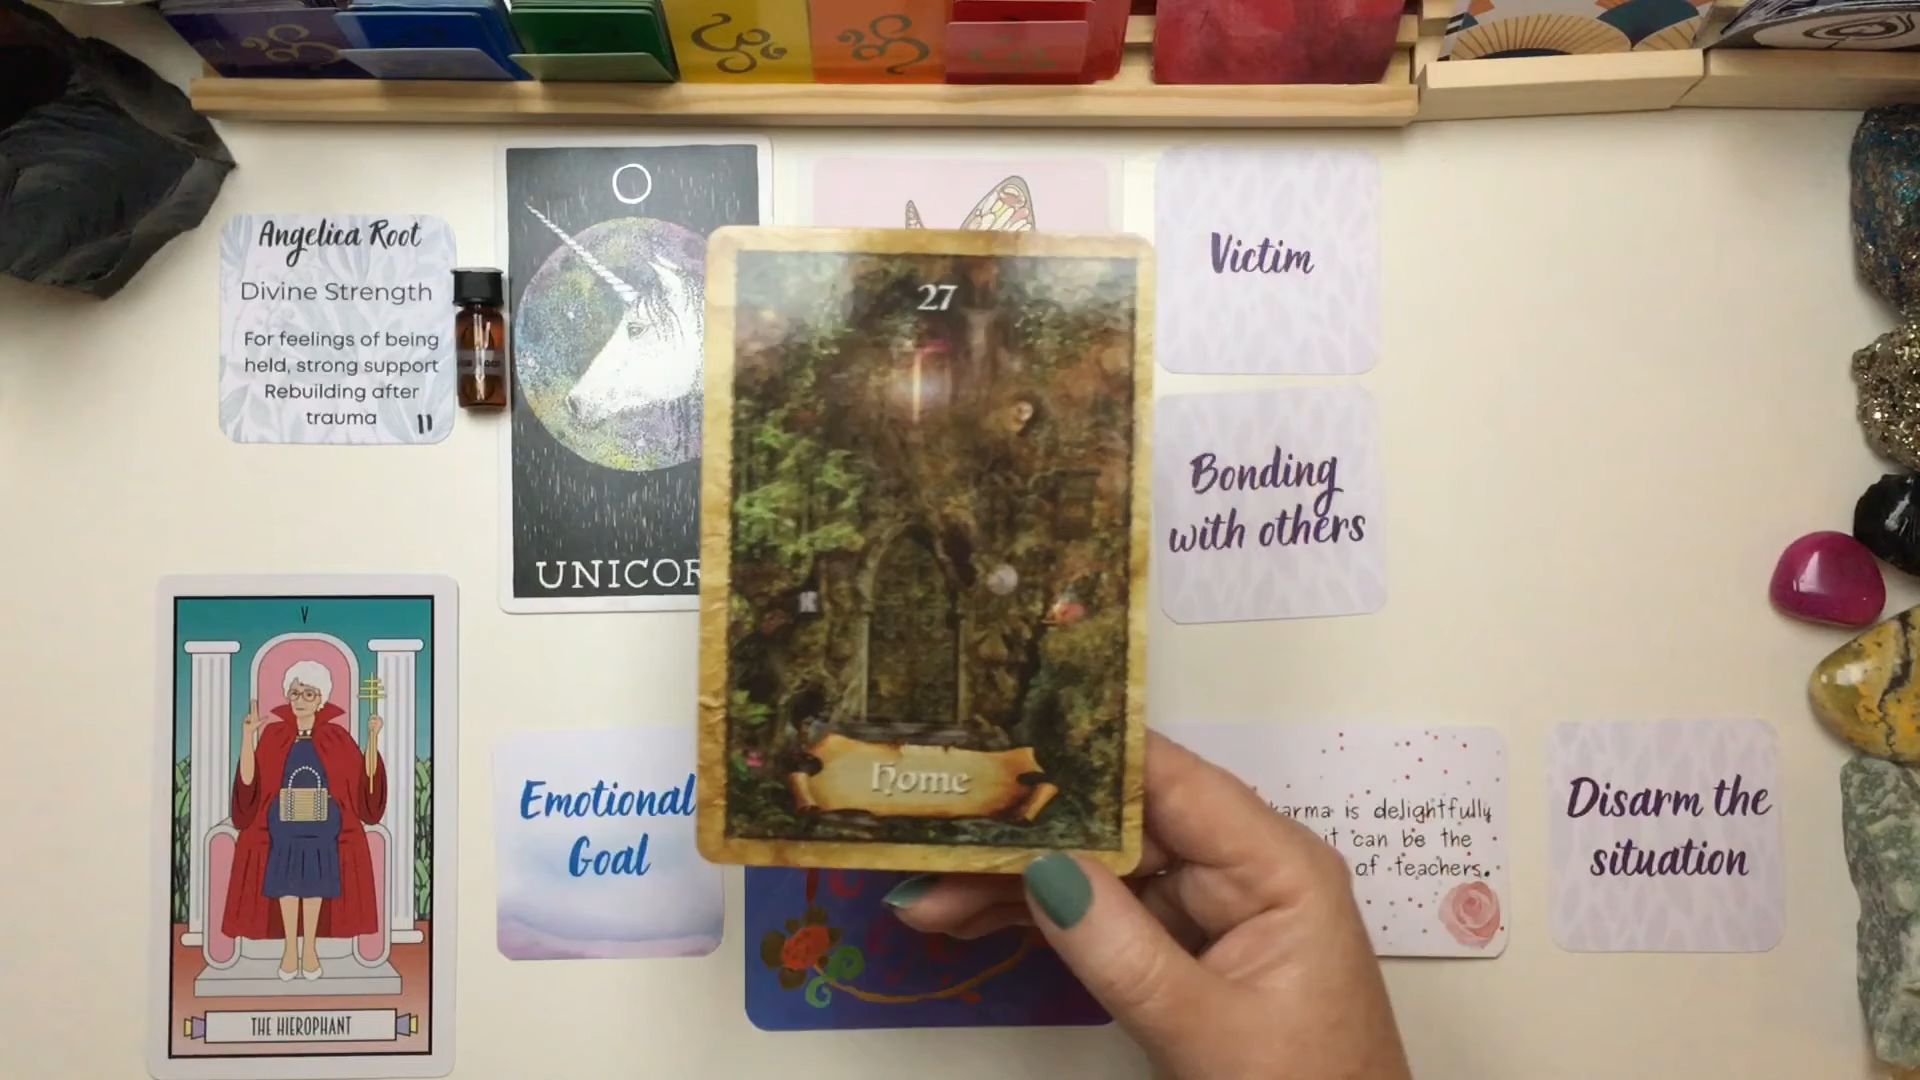 Angelica Root
Divine Strength
For feelings of being
held, strong support
Rebuilding after
trauma
11
UNICOR
27
Home
Victim
Bonding
with others
V
THE HIEROPHANT
Emotional
Goal
karma is delightfully
it can be the
of teachers.
Disarm the
situation